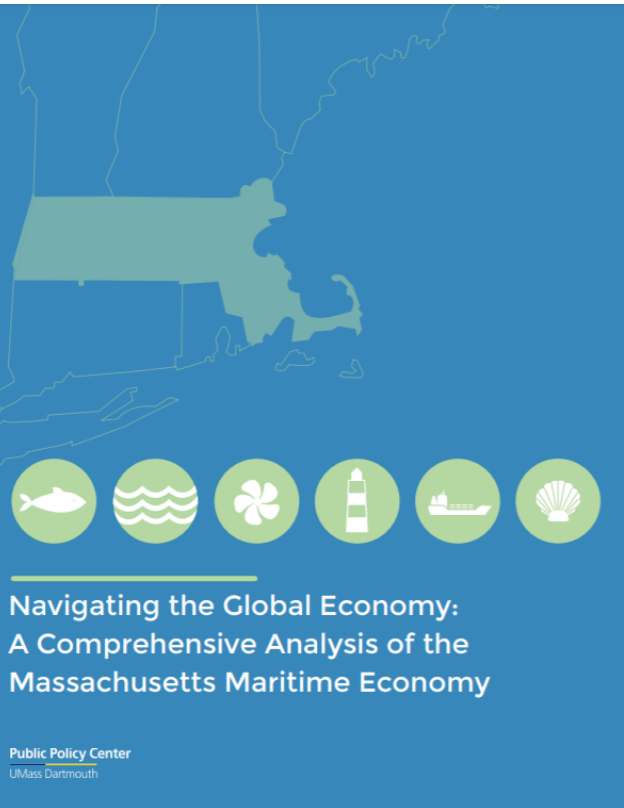 Navigating the Global Economy:
A Comprehensive Analysis of the
Massachusetts Maritime Economy
Public Policy Center
UMass Dartmouth